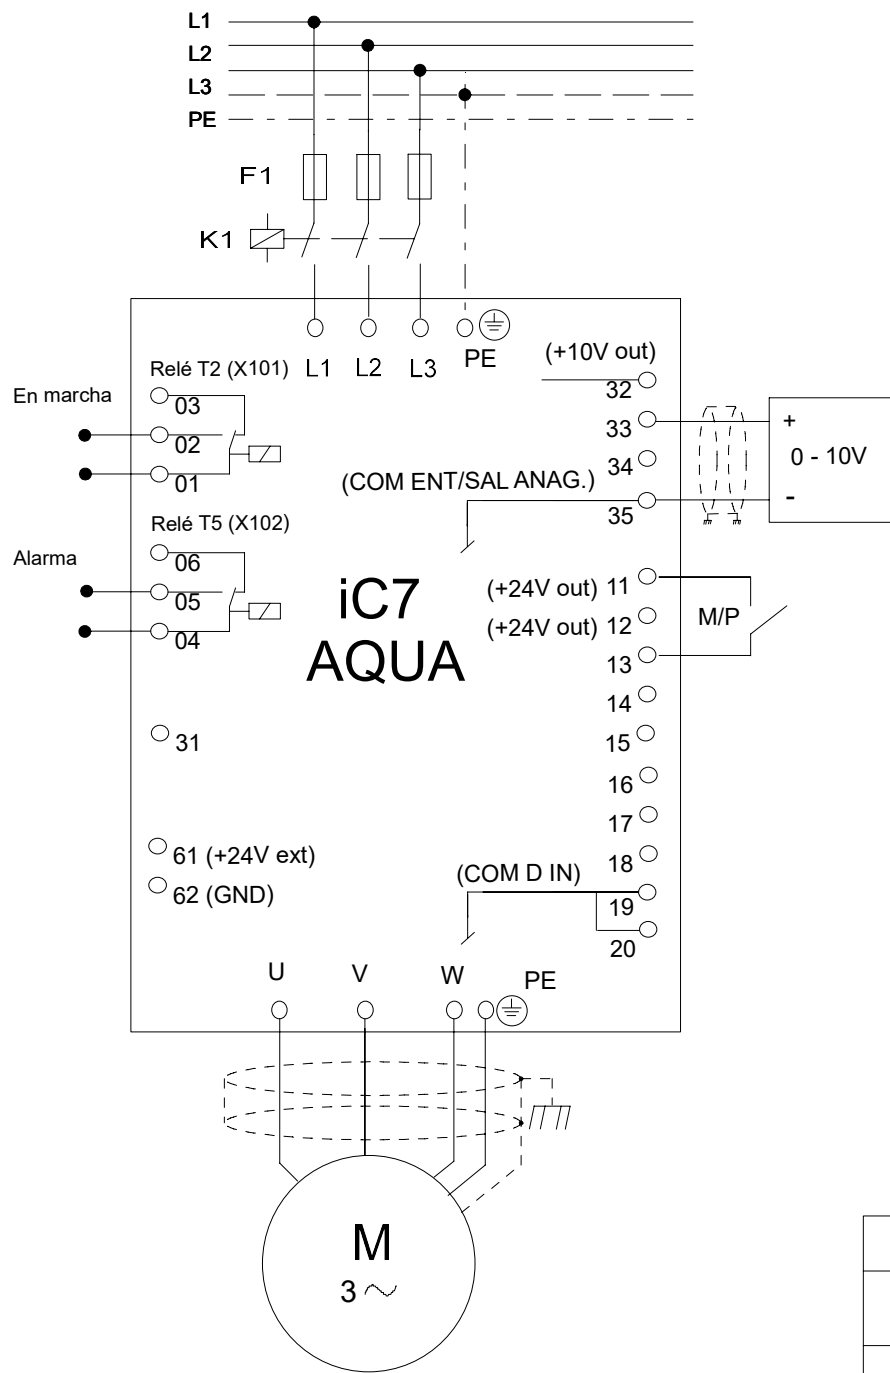 L1
L2
L3
PE
F1
K1
L1
L2
L3
PE
Relé T2 (X101)
En marcha
03
02
01
Relé T5 (X102)
Alarma
06
05
04
31
61 (+24V ext)
62 (GND)
iC7
AQUA
(+10V out)
32
33
34
(COM ENT/SAL ANAG.)
35
+
0 - 10V
-
(+24V out) 11
(+24V out) 12
M/P
13
14
15
16
17
18
(COM D IN)
19
20
U
V
W
PE
M
3 ~